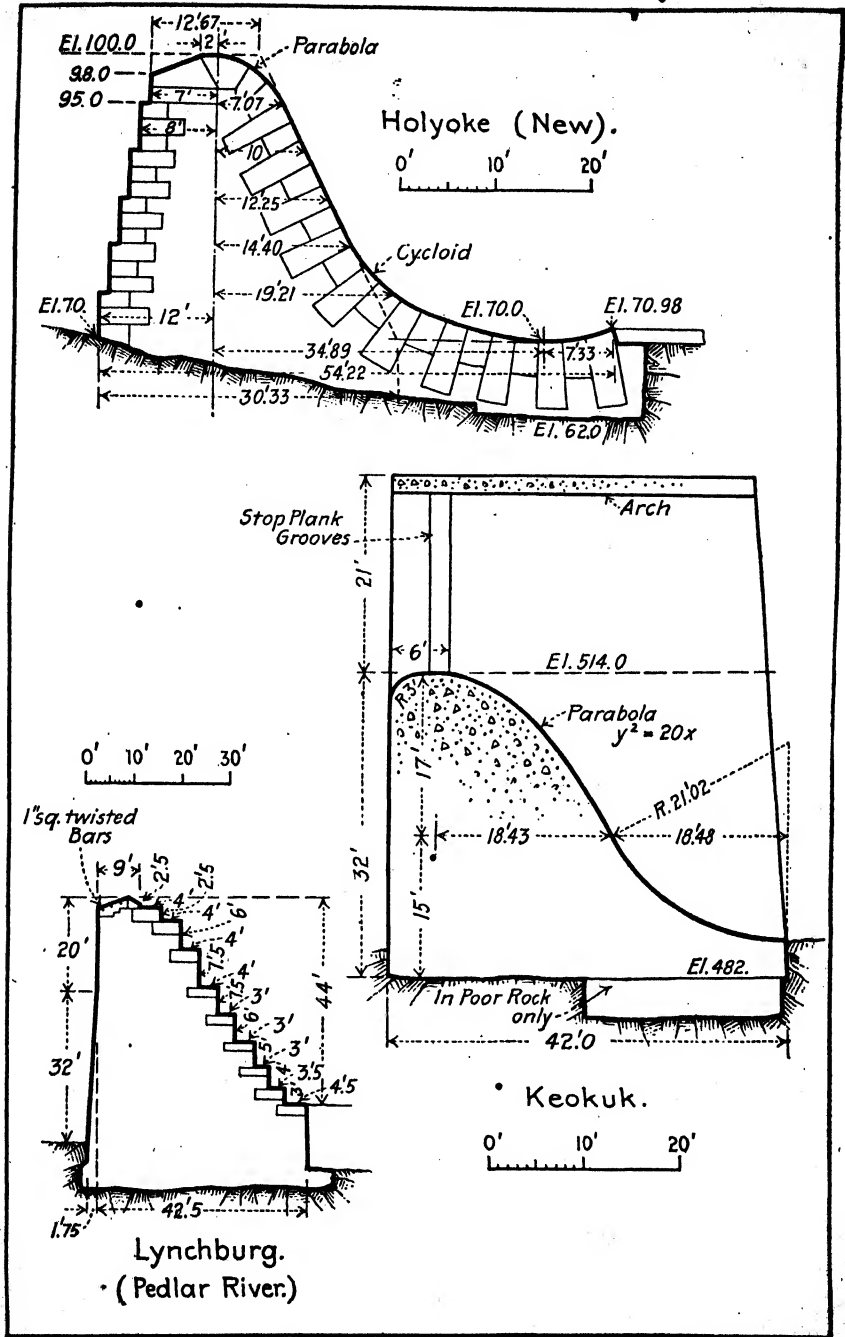 12'.67
2'
El.100.0
Parabola
98.0
95.0
7'
7'.07
8'
Holyoke (New).
0' 10' 20'
10'
12'.25
14'.40
Cycloid
19'.21
El.70.
12'
El.70.0
El.70.98
34'.89
7'.33
54'.22
30'.33
El.62.0
Stop Plank
Grooves
Arch
21'
6'
El.514.0
R.3'
Parabola
y² = 20x
17'
R.21'.02
18'.43
18'.48
32'
15'
El.482.
In Poor Rock
only
42'.0
Keokuk.
0' 10' 20'
0' 10' 20' 30'
1"sq. twisted
Bars
9'
2'.5
4'
2'.5
4'
6'
4'
7'.5
4'
7'.5
3'
6
3'
5
3'
4
3'.5
3
4'.5
20'
32'
44'
1'.75
42'.5
Lynchburg.
(Pedlar River.)